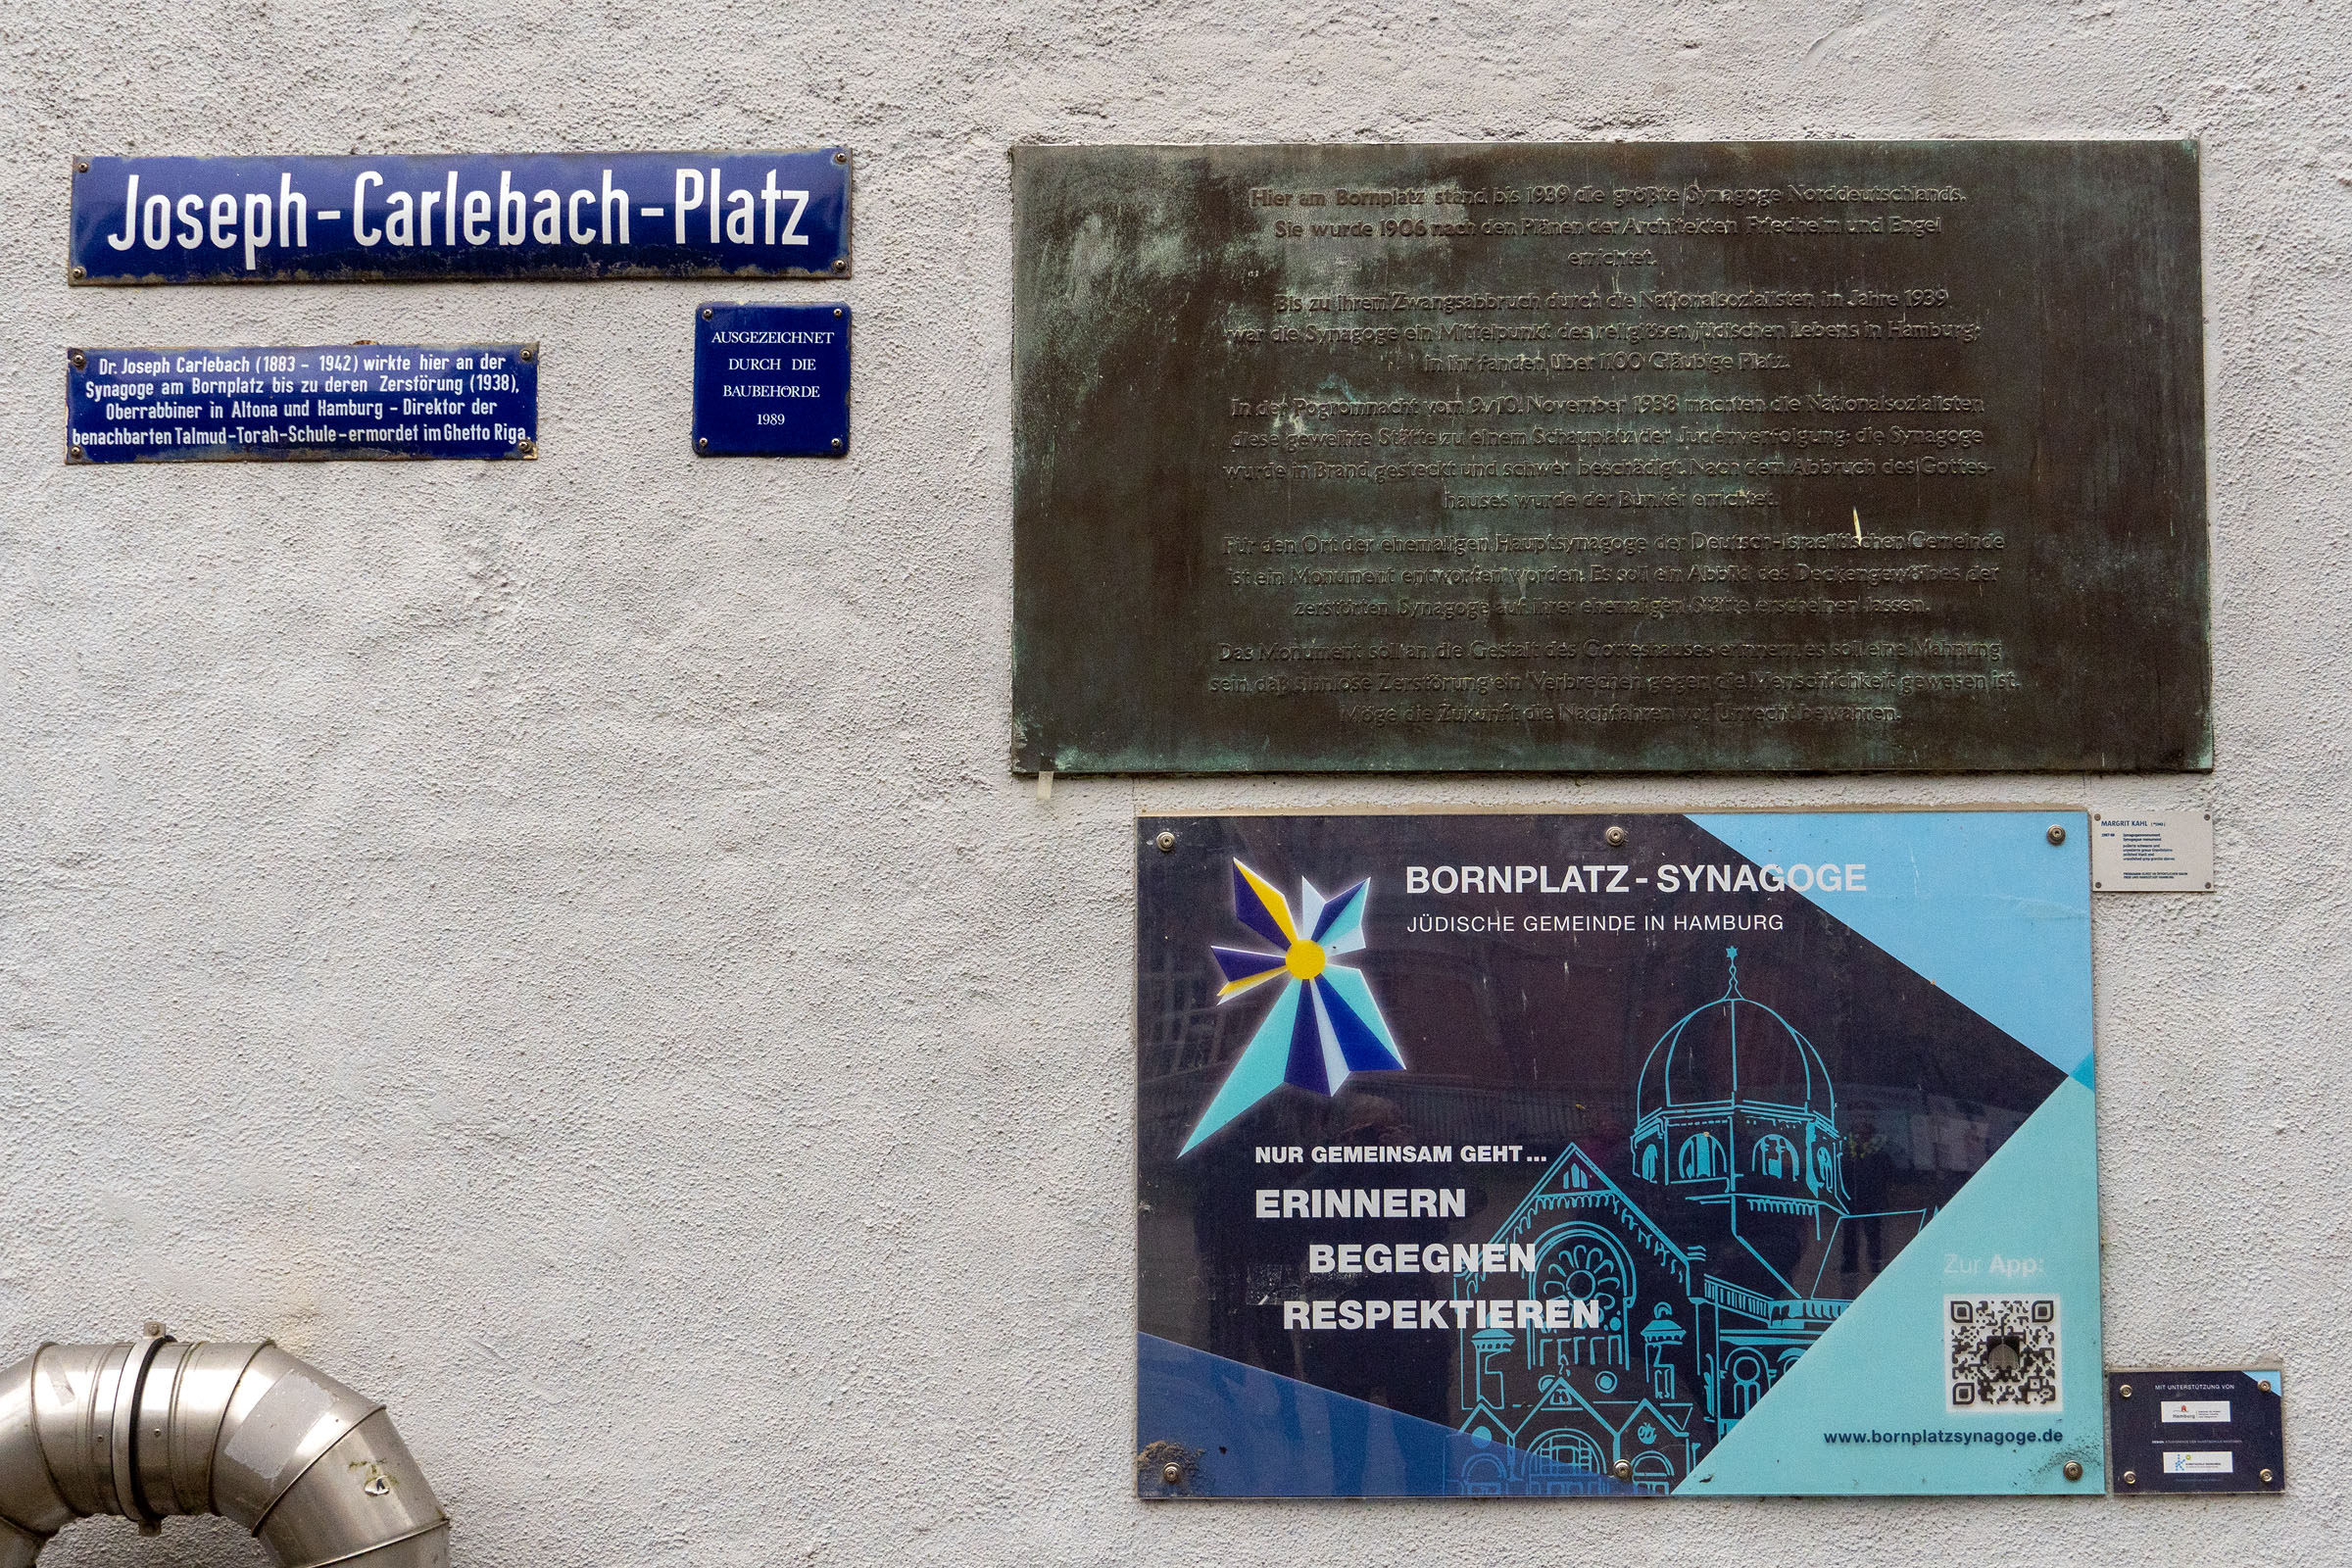 Joseph-Carlebach-Platz
Dr. Joseph Carlebach (1883 - 1942) wirkte hier an der
Synagoge am Bornplatz bis zu deren Zerstörung (1938),
Oberrabbiner in Altona und Hamburg - Direktor der
benachbarten Talmud-Torah-Schule - ermordet im Ghetto Riga
AUSGEZEICHNET
DURCH DIE
BAUBEHÖRDE
1989
Hier am Bornplatz stand bis 1939 die größte Synagoge Norddeutschlands.
Sie wurde 1906 nach den Plänen der Architekten Friedheim und Engel
errichtet.
Bis zu ihrem Zwangsabbruch durch die Nationalsozialisten im Jahre 1939
war die Synagoge ein Mittelpunkt des religiösen jüdischen Lebens in Hamburg;
in ihr fanden über 1100 Gläubige Platz.
In der Pogromnacht vom 9./10. November 1938 machten die Nationalsozialisten
diese geweihte Stätte zu einem Schauplatz der Judenverfolgung; die Synagoge
wurde in Brand gesteckt und schwer beschädigt. Nach dem Abbruch des Gottes-
hauses wurde der Bunker errichtet.
Für den Ort der ehemaligen Hauptsynagoge der Deutsch-Israelitischen Gemeinde
ist ein Monument entworfen worden. Es soll ein Abbild des Deckengewölbes der
zerstörten Synagoge auf ihrer ehemaligen Stätte erscheinen lassen.
Das Monument soll an die Gestalt des Gotteshauses erinnern, es soll eine Mahnung
sein, daß sinnlose Zerstörung ein Verbrechen gegen die Menschlichkeit gewesen ist.
Möge die Zukunft die Nachfahren vor Unrecht bewahren.
MARGRIT KAHL
BORNPLATZ - SYNAGOGE
JÜDISCHE GEMEINDE IN HAMBURG
NUR GEMEINSAM GEHT ...
ERINNERN
BEGEGNEN
RESPEKTIEREN
Zur App:
www.bornplatzsynagoge.de
MIT UNTERSTÜTZUNG VON
Hamburg